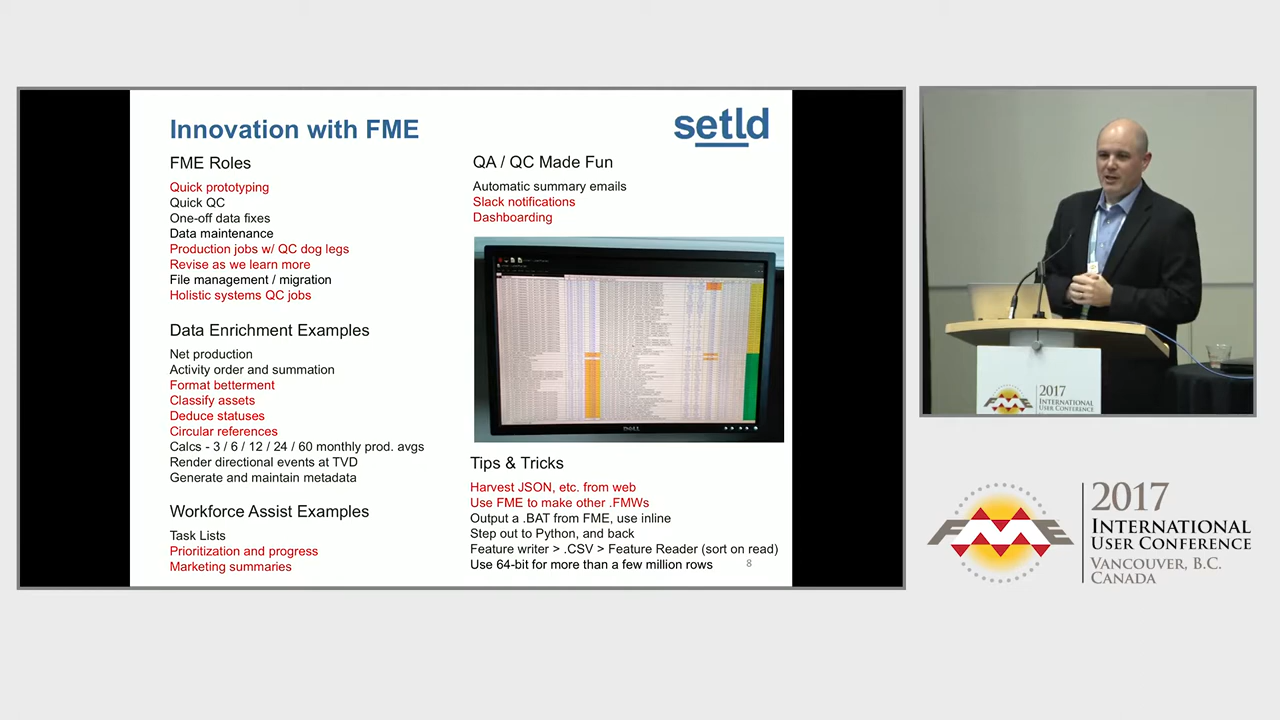 Innovation with FME
setld
FME Roles
Quick prototyping
Quick QC
One-off data fixes
Data maintenance
Production jobs w/ QC dog legs
Revise as we learn more
File management / migration
Holistic systems QC jobs
Data Enrichment Examples
Net production
Activity order and summation
Format betterment
Classify assets
Deduce statuses
Circular references
Calcs - 3 / 6 / 12 / 24 / 60 monthly prod. avgs
Render directional events at TVD
Generate and maintain metadata
Workforce Assist Examples
Task Lists
Prioritization and progress
Marketing summaries
QA / QC Made Fun
Automatic summary emails
Slack notifications
Dashboarding
DELL
Tips & Tricks
Harvest JSON, etc. from web
Use FME to make other .FMWs
Output a .BAT from FME, use inline
Step out to Python, and back
Feature writer > .CSV > Feature Reader (sort on read)
Use 64-bit for more than a few million rows
8
FME
2017
INTERNATIONAL
USER CONFERENCE
FME
2017
INTERNATIONAL
USER CONFERENCE
VANCOUVER, B.C.
CANADA